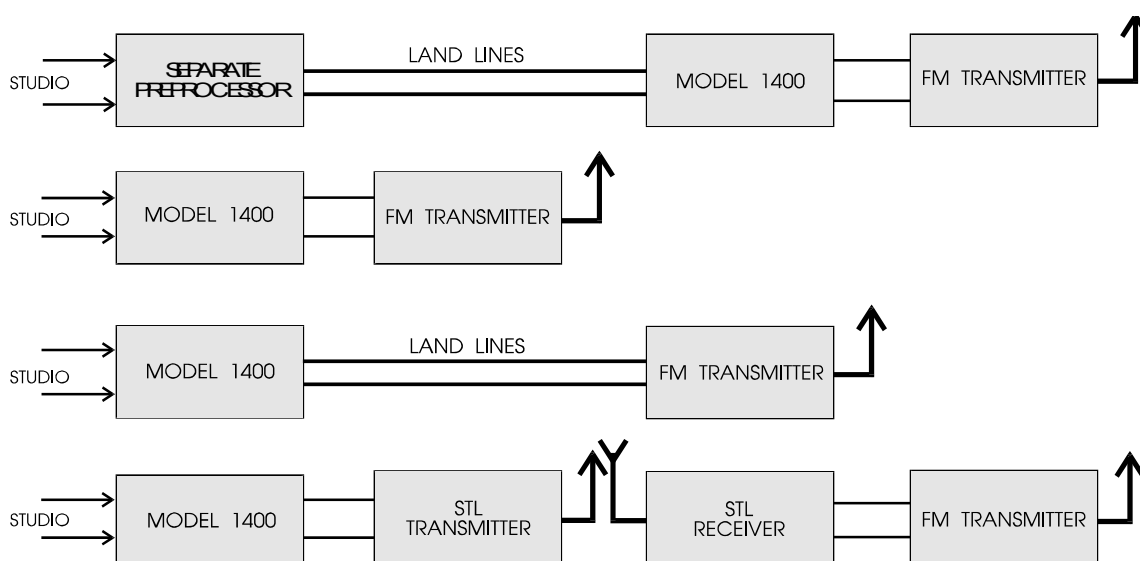 STUDIO
SEPARATE
PREPROCESSOR
LAND LINES
MODEL 1400
FM TRANSMITTER
STUDIO
MODEL 1400
FM TRANSMITTER
STUDIO
MODEL 1400
LAND LINES
FM TRANSMITTER
STUDIO
MODEL 1400
STL
TRANSMITTER
STL
RECEIVER
FM TRANSMITTER